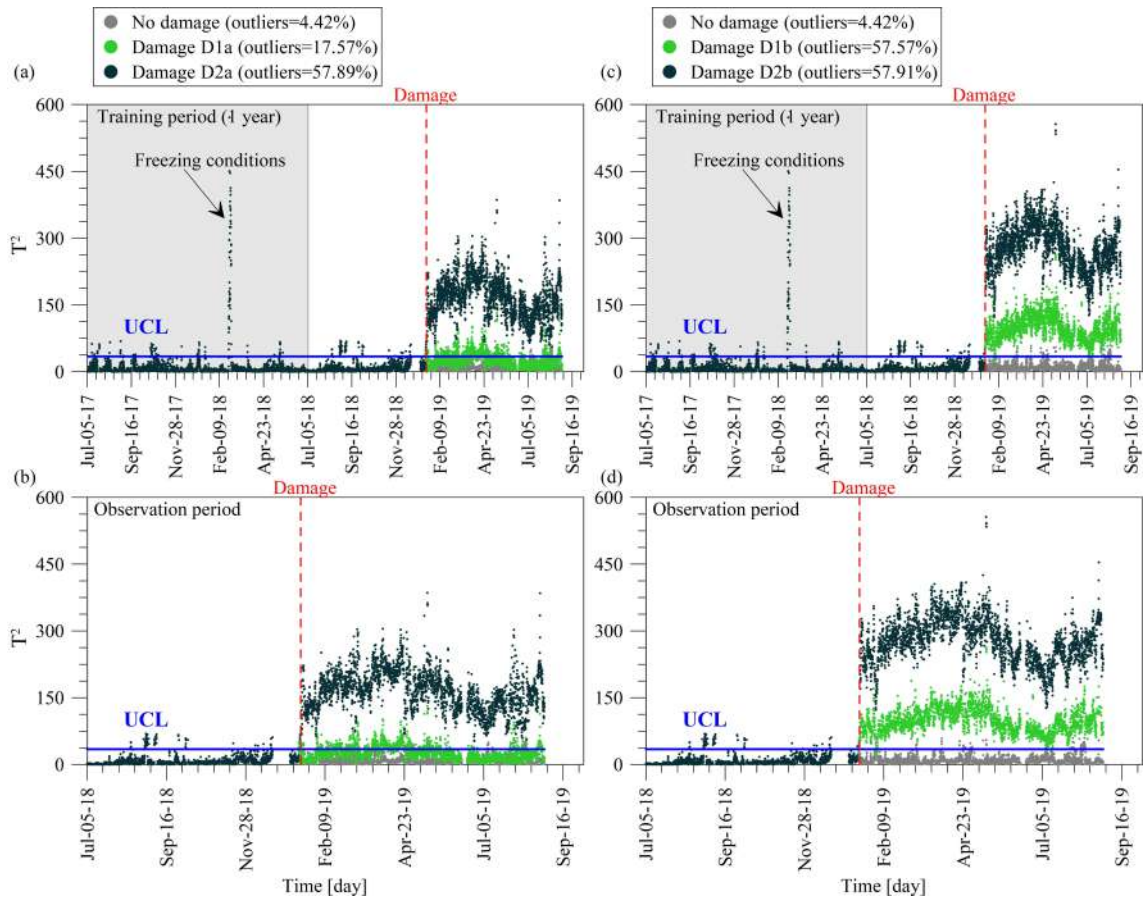 No damage (outliers=4.42%)
Damage D1a (outliers=17.57%)
Damage D2a (outliers=57.89%)
No damage (outliers=4.42%)
Damage D1b (outliers=57.57%)
Damage D2b (outliers=57.91%)
(a)
Damage
600
450
300
150
0
T²
Training period (1 year)
Freezing conditions
UCL
Jul-05-17
Sep-16-17
Nov-28-17
Feb-09-18
Apr-23-18
Jul-05-18
Sep-16-18
Nov-28-18
Feb-09-19
Apr-23-19
Jul-05-19
Sep-16-19
(c)
Damage
600
450
300
150
0
T²
Training period (1 year)
Freezing conditions
UCL
Jul-05-17
Sep-16-17
Nov-28-17
Feb-09-18
Apr-23-18
Jul-05-18
Sep-16-18
Nov-28-18
Feb-09-19
Apr-23-19
Jul-05-19
Sep-16-19
(b)
Damage
600
450
300
150
0
T²
Observation period
UCL
Jul-05-18
Sep-16-18
Nov-28-18
Feb-09-19
Apr-23-19
Jul-05-19
Sep-16-19
Time [day]
(d)
Damage
600
450
300
150
0
T²
Observation period
UCL
Jul-05-18
Sep-16-18
Nov-28-18
Feb-09-19
Apr-23-19
Jul-05-19
Sep-16-19
Time [day]